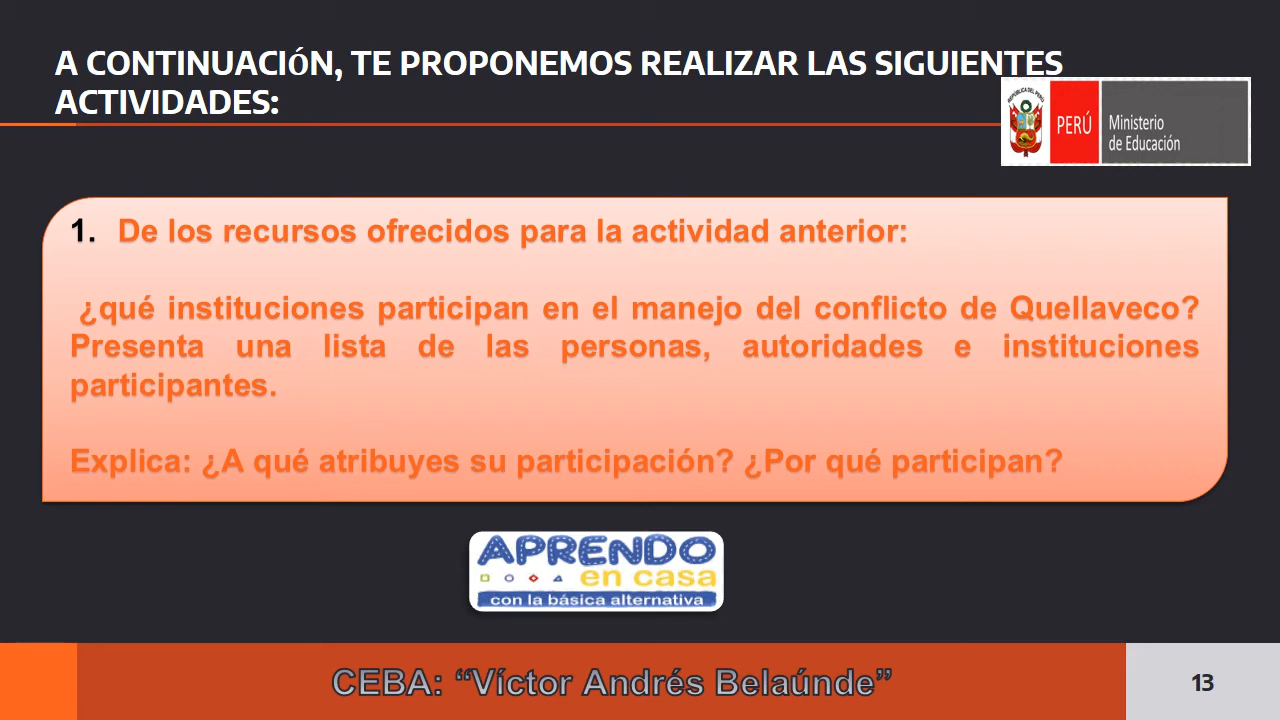 A CONTINUACIÓN, TE PROPONEMOS REALIZAR LAS SIGUIENTES
ACTIVIDADES:
REPÚBLICA DEL PERÚ
PERÚ
Ministerio
de Educación
1. De los recursos ofrecidos para la actividad anterior:
¿qué instituciones participan en el manejo del conflicto de Quellaveco?
Presenta una lista de las personas, autoridades e instituciones
participantes.
Explica: ¿A qué atribuyes su participación? ¿Por qué participan?
APRENDO
en casa
con la básica alternativa
CEBA: “Víctor Andrés Belaúnde”
13